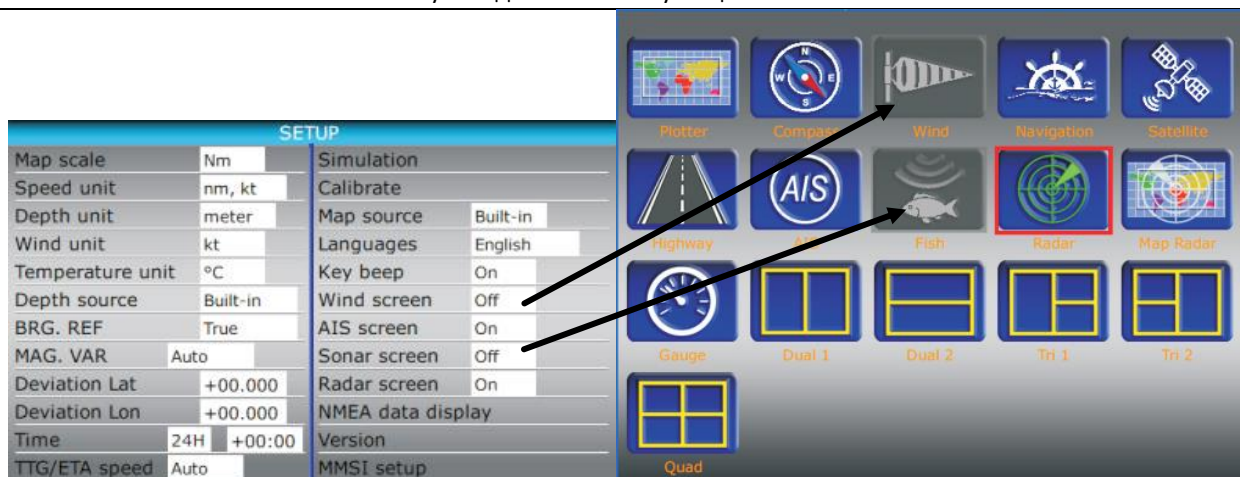 SETUP
Map scale Nm Simulation
Speed unit nm, kt Calibrate
Depth unit meter Map source Built-in
Wind unit kt Languages English
Temperature unit °C Key beep On
Depth source Built-in Wind screen Off
BRG. REF True AIS screen On
MAG. VAR Auto Sonar screen Off
Deviation Lat +00.000 Radar screen On
Deviation Lon +00.000 NMEA data display
Time 24H +00:00 Version
TTG/ETA speed Auto MMSI setup
N
W E
S
Plotter Compass Wind Navigation Satellite
AIS
Highway AIS Fish Radar Map Radar
Gauge Dual 1 Dual 2 Tri 1 Tri 2
Quad